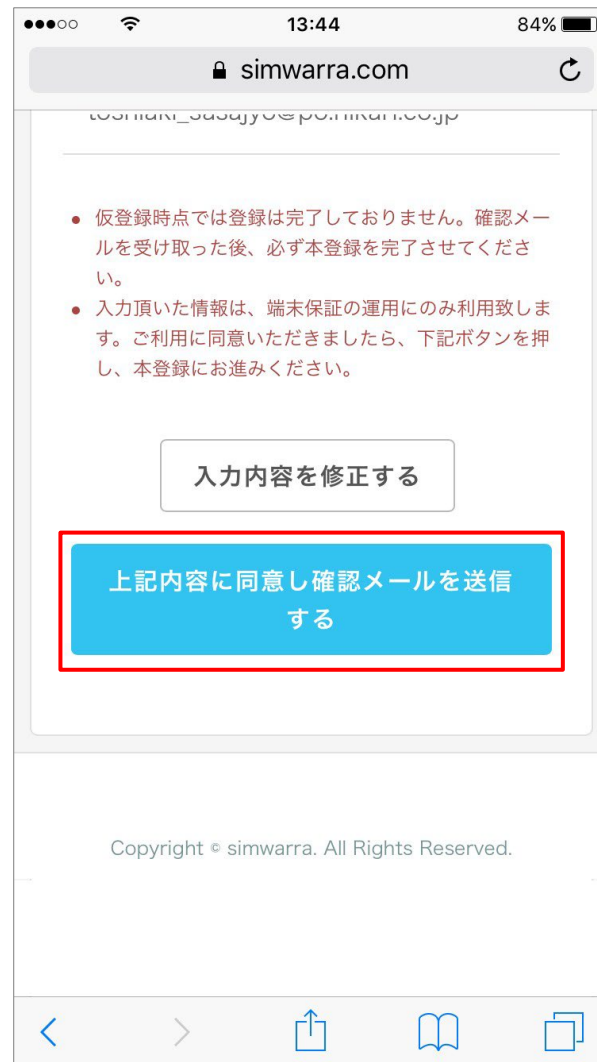 13:44
84%
simwarra.com
仮登録時点では登録は完了しておりません。確認メー
ルを受け取った後、必ず本登録を完了させてくださ
い。
入力頂いた情報は、端末保証の運用にのみ利用致しま
す。ご利用に同意いただきましたら、下記ボタンを押
し、本登録にお進みください。
入力内容を修正する
上記内容に同意し確認メールを送信
する
Copyright © simwarra. All Rights Reserved.